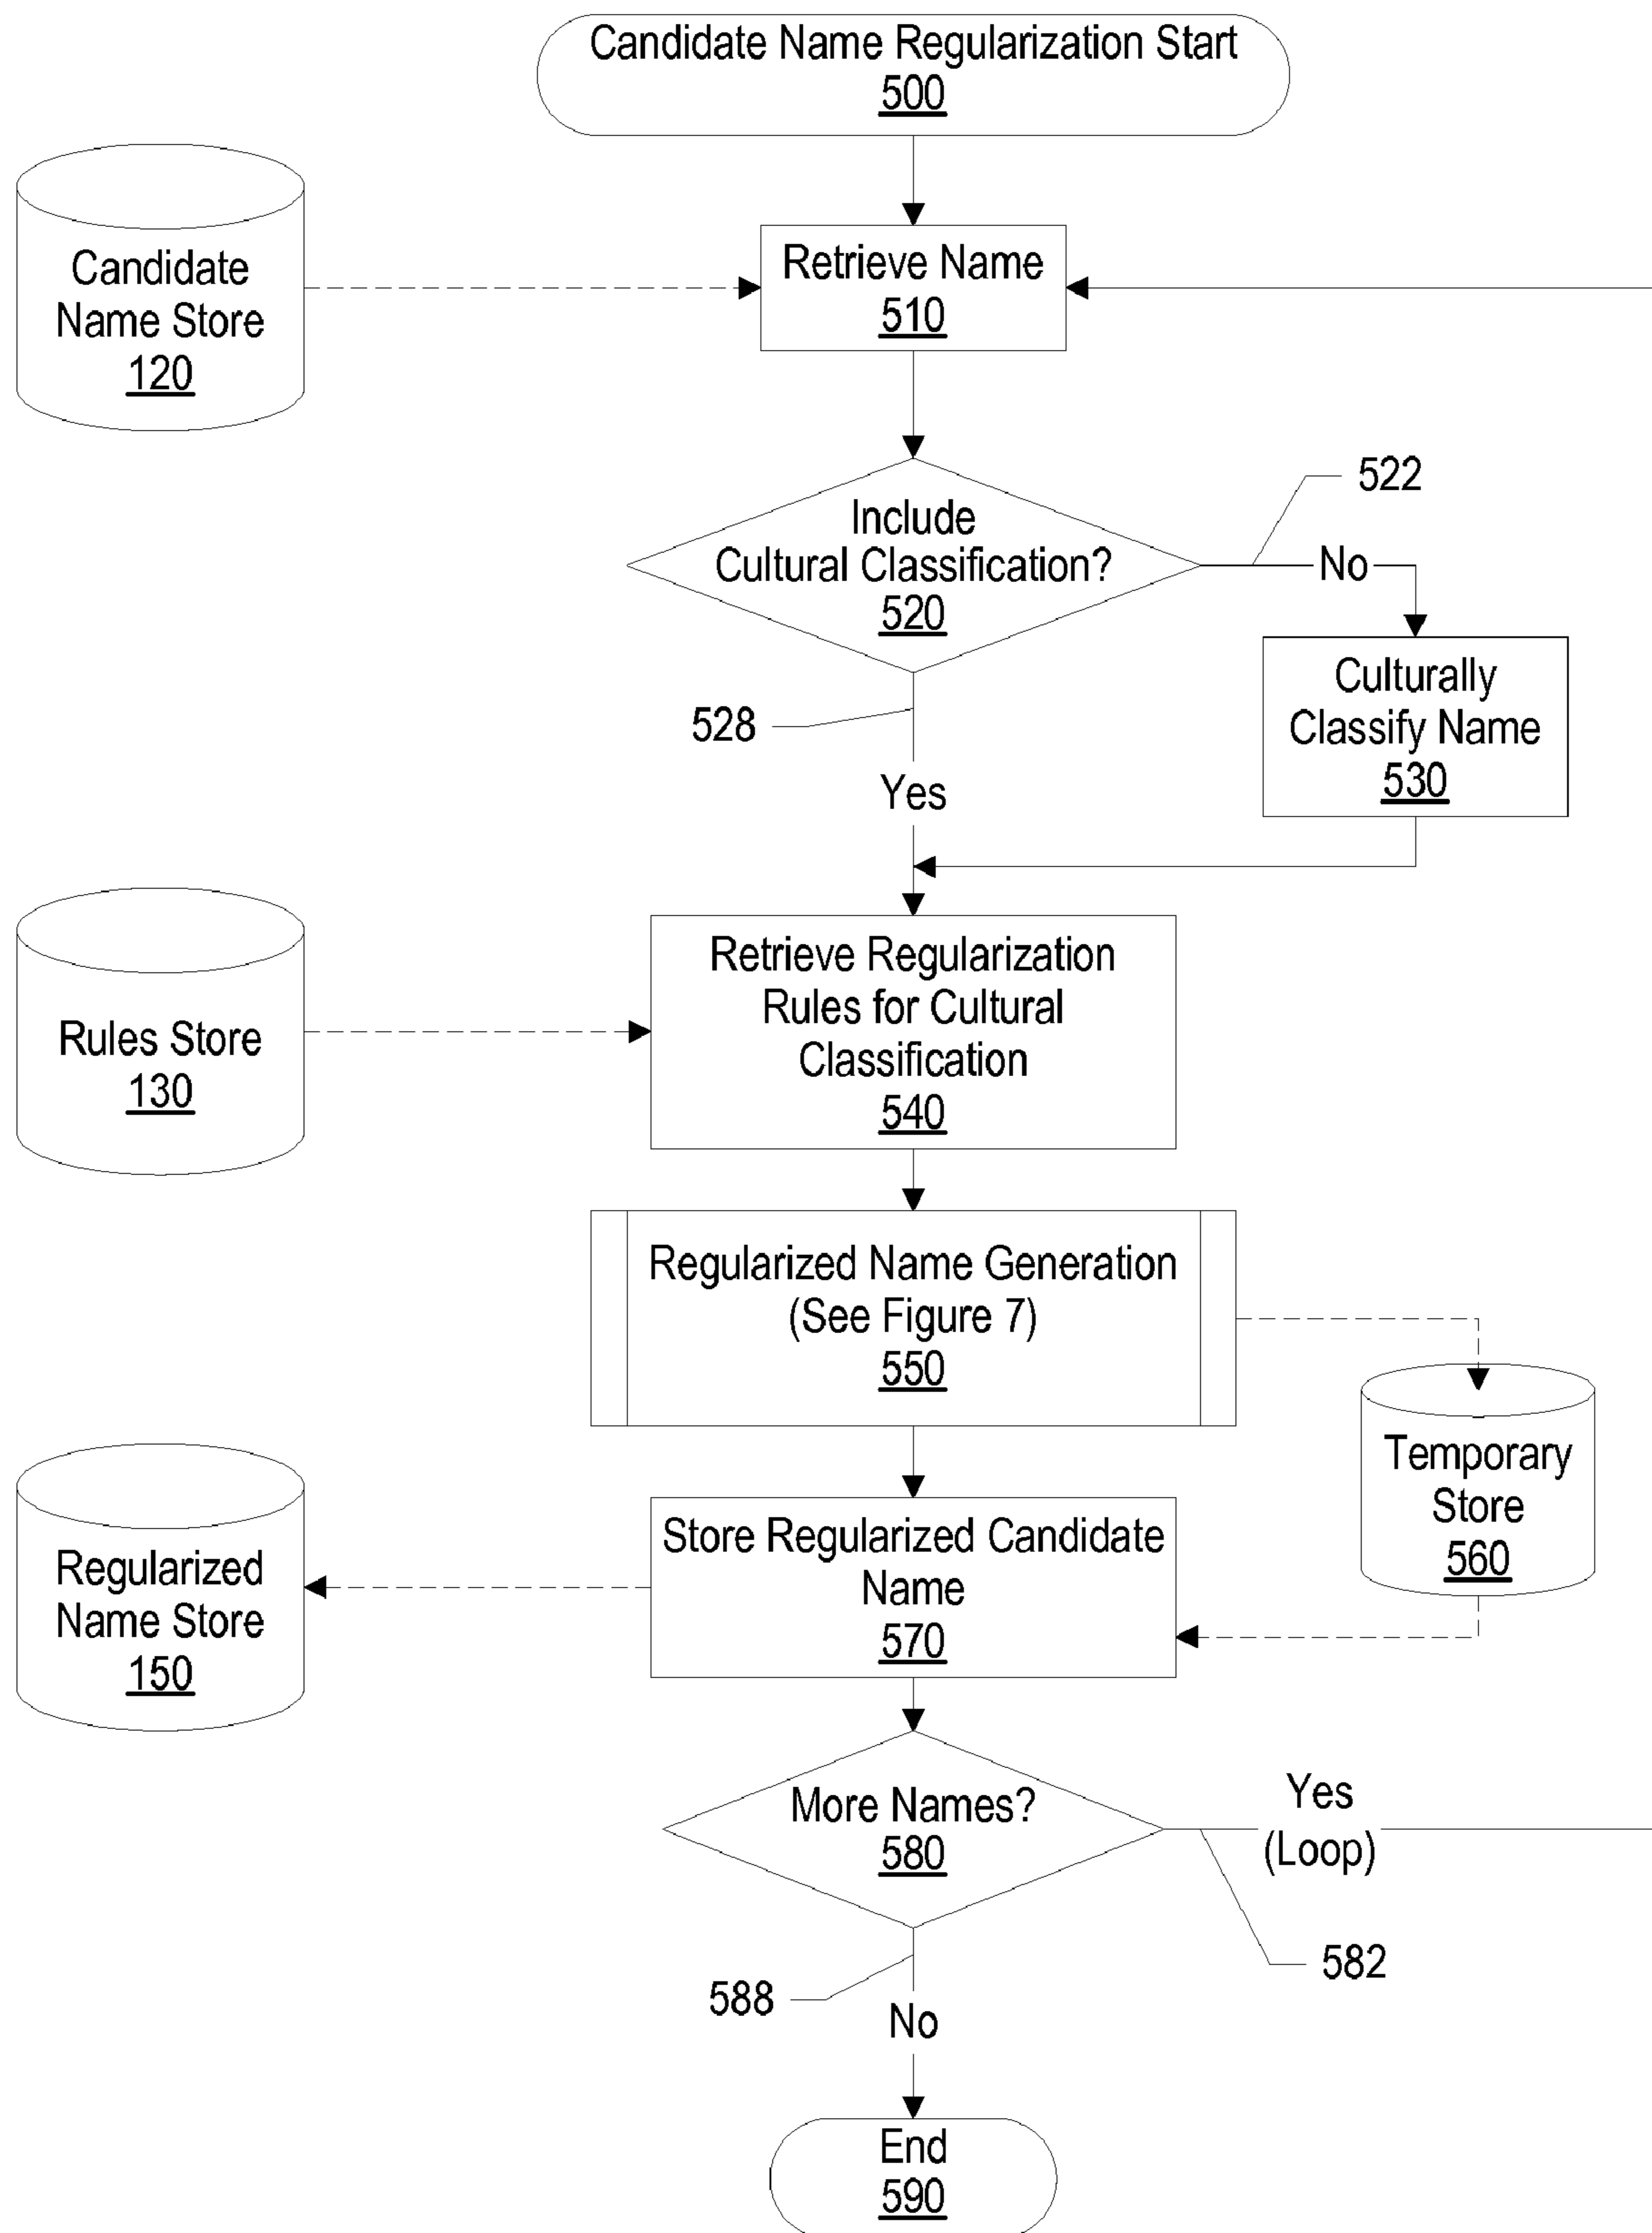 Candidate Name Regularization Start
500
Candidate
Name Store
120
Retrieve Name
510
Include
Cultural Classification?
520
522
No
Culturally
Classify Name
530
528
Yes
Rules Store
130
Retrieve Regularization
Rules for Cultural
Classification
540
Regularized Name Generation
(See Figure 7)
550
Temporary
Store
560
Regularized
Name Store
150
Store Regularized Candidate
Name
570
More Names?
580
Yes
(Loop)
582
588
No
End
590